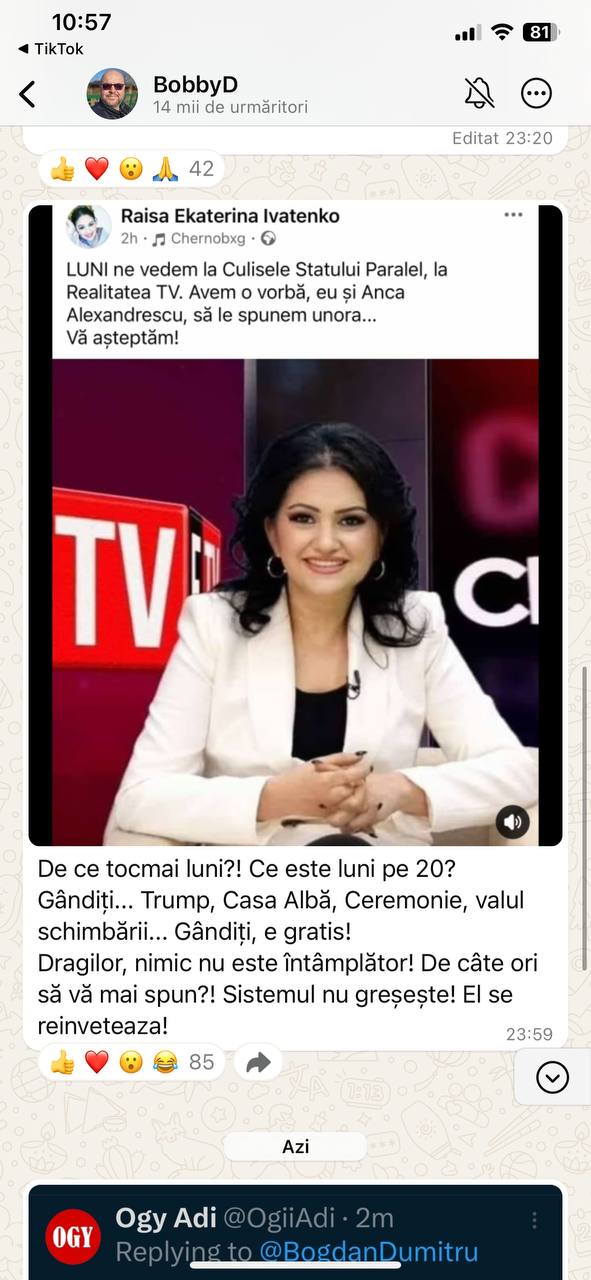 10:57
81
◀ TikTok
BobbyD
14 mii de urmăritori
Editat 23:20
42
Raisa Ekaterina Ivatenko
2h · Chernobxg ·
LUNI ne vedem la Culisele Statului Paralel, la
Realitatea TV. Avem o vorbă, eu și Anca
Alexandrescu, să le spunem unora...
Vă așteptăm!
TV
De ce tocmai luni?! Ce este luni pe 20?
Gândiți... Trump, Casa Albă, Ceremonie, valul
schimbării... Gândiți, e gratis!
Dragilor, nimic nu este întâmplător! De câte ori
să vă mai spun?! Sistemul nu greșește! El se
reinveteaza!
23:59
85
Azi
OGY
Ogy Adi @OgiiAdi · 2m
Replying to @BogdanDumitru